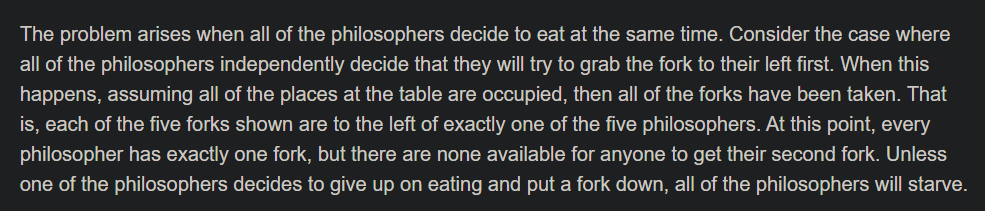 The problem arises when all of the philosophers decide to eat at the same time. Consider the case where
all of the philosophers independently decide that they will try to grab the fork to their left first. When this
happens, assuming all of the places at the table are occupied, then all of the forks have been taken. That
is, each of the five forks shown are to the left of exactly one of the five philosophers. At this point, every
philosopher has exactly one fork, but there are none available for anyone to get their second fork. Unless
one of the philosophers decides to give up on eating and put a fork down, all of the philosophers will starve.